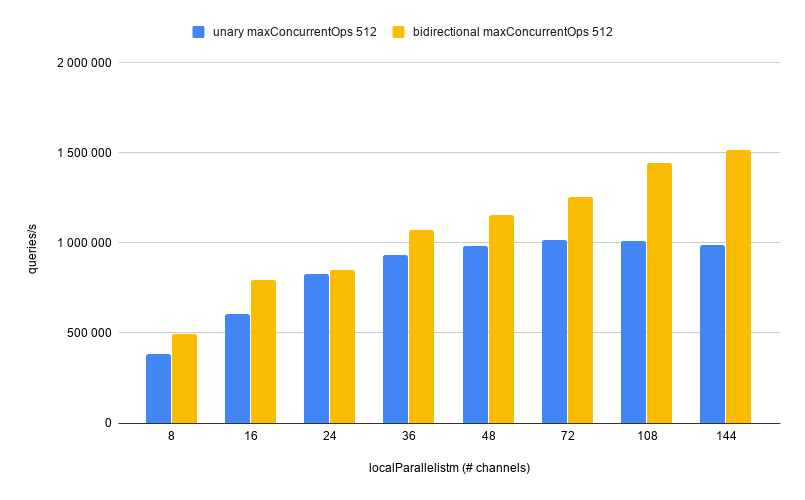 unary maxConcurrentOps 512 bidirectional maxConcurrentOps 512
2 000 000
1 500 000
1 000 000
500 000
0
queries/s
8 16 24 36 48 72 108 144
localParallelistm (# channels)